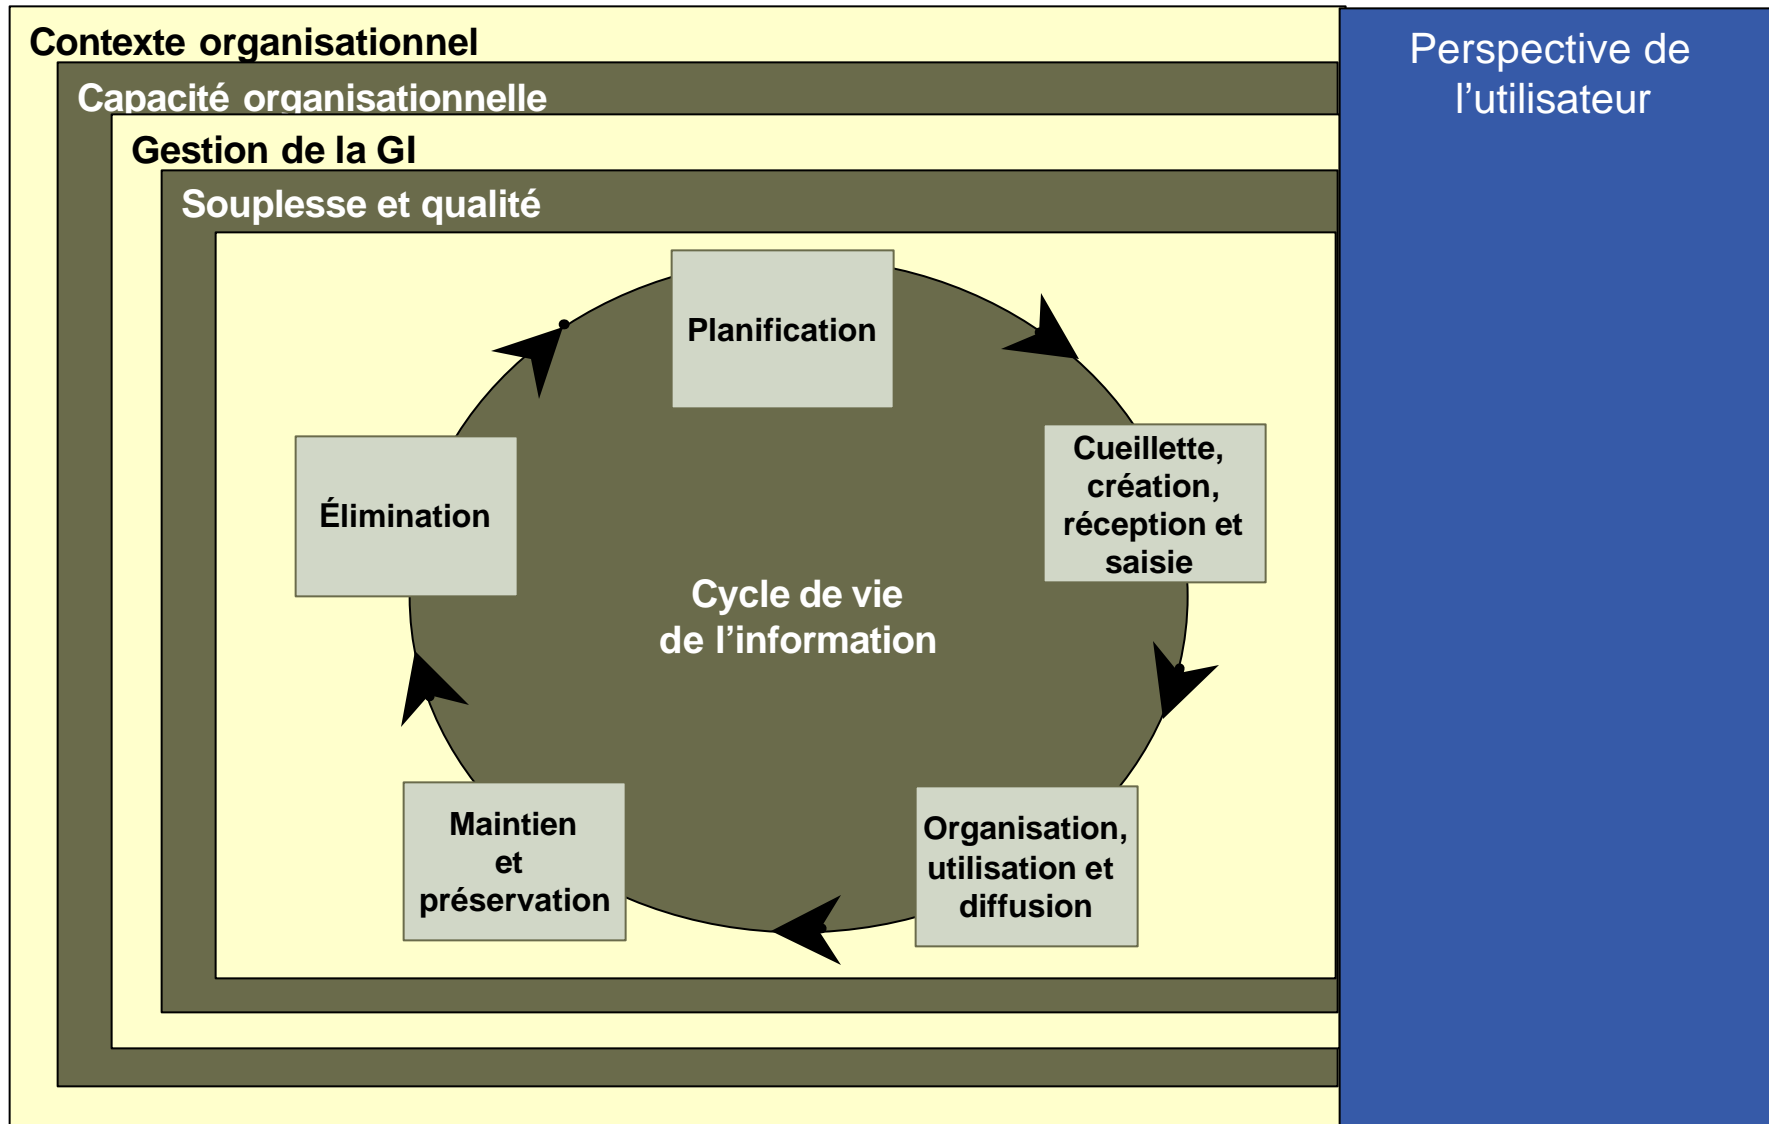 Contexte organisationnel
Capacité organisationnelle
Gestion de la GI
Souplesse et qualité
Perspective de
l’utilisateur
Planification
Cueillette,
création,
réception et
saisie
Organisation,
utilisation et
diffusion
Maintien
et
préservation
Élimination
Cycle de vie
de l’information